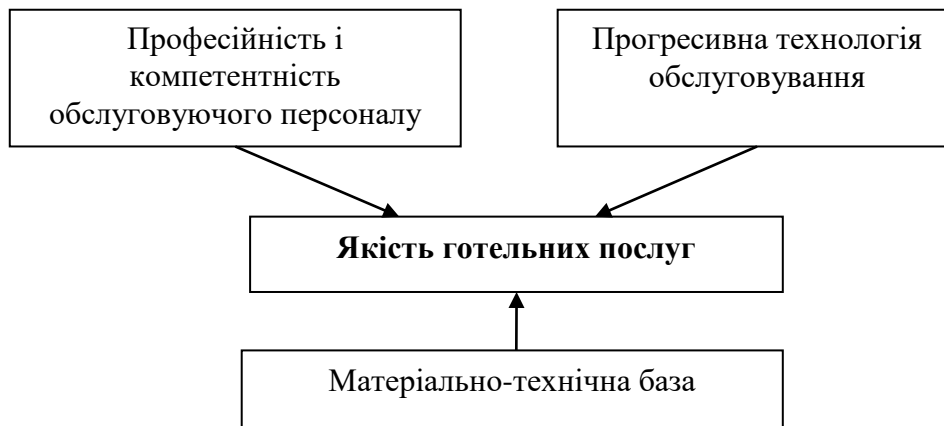 Професійність і
компетентність
обслуговуючого персоналу
Прогресивна технологія
обслуговування
Якість готельних послуг
Матеріально-технічна база